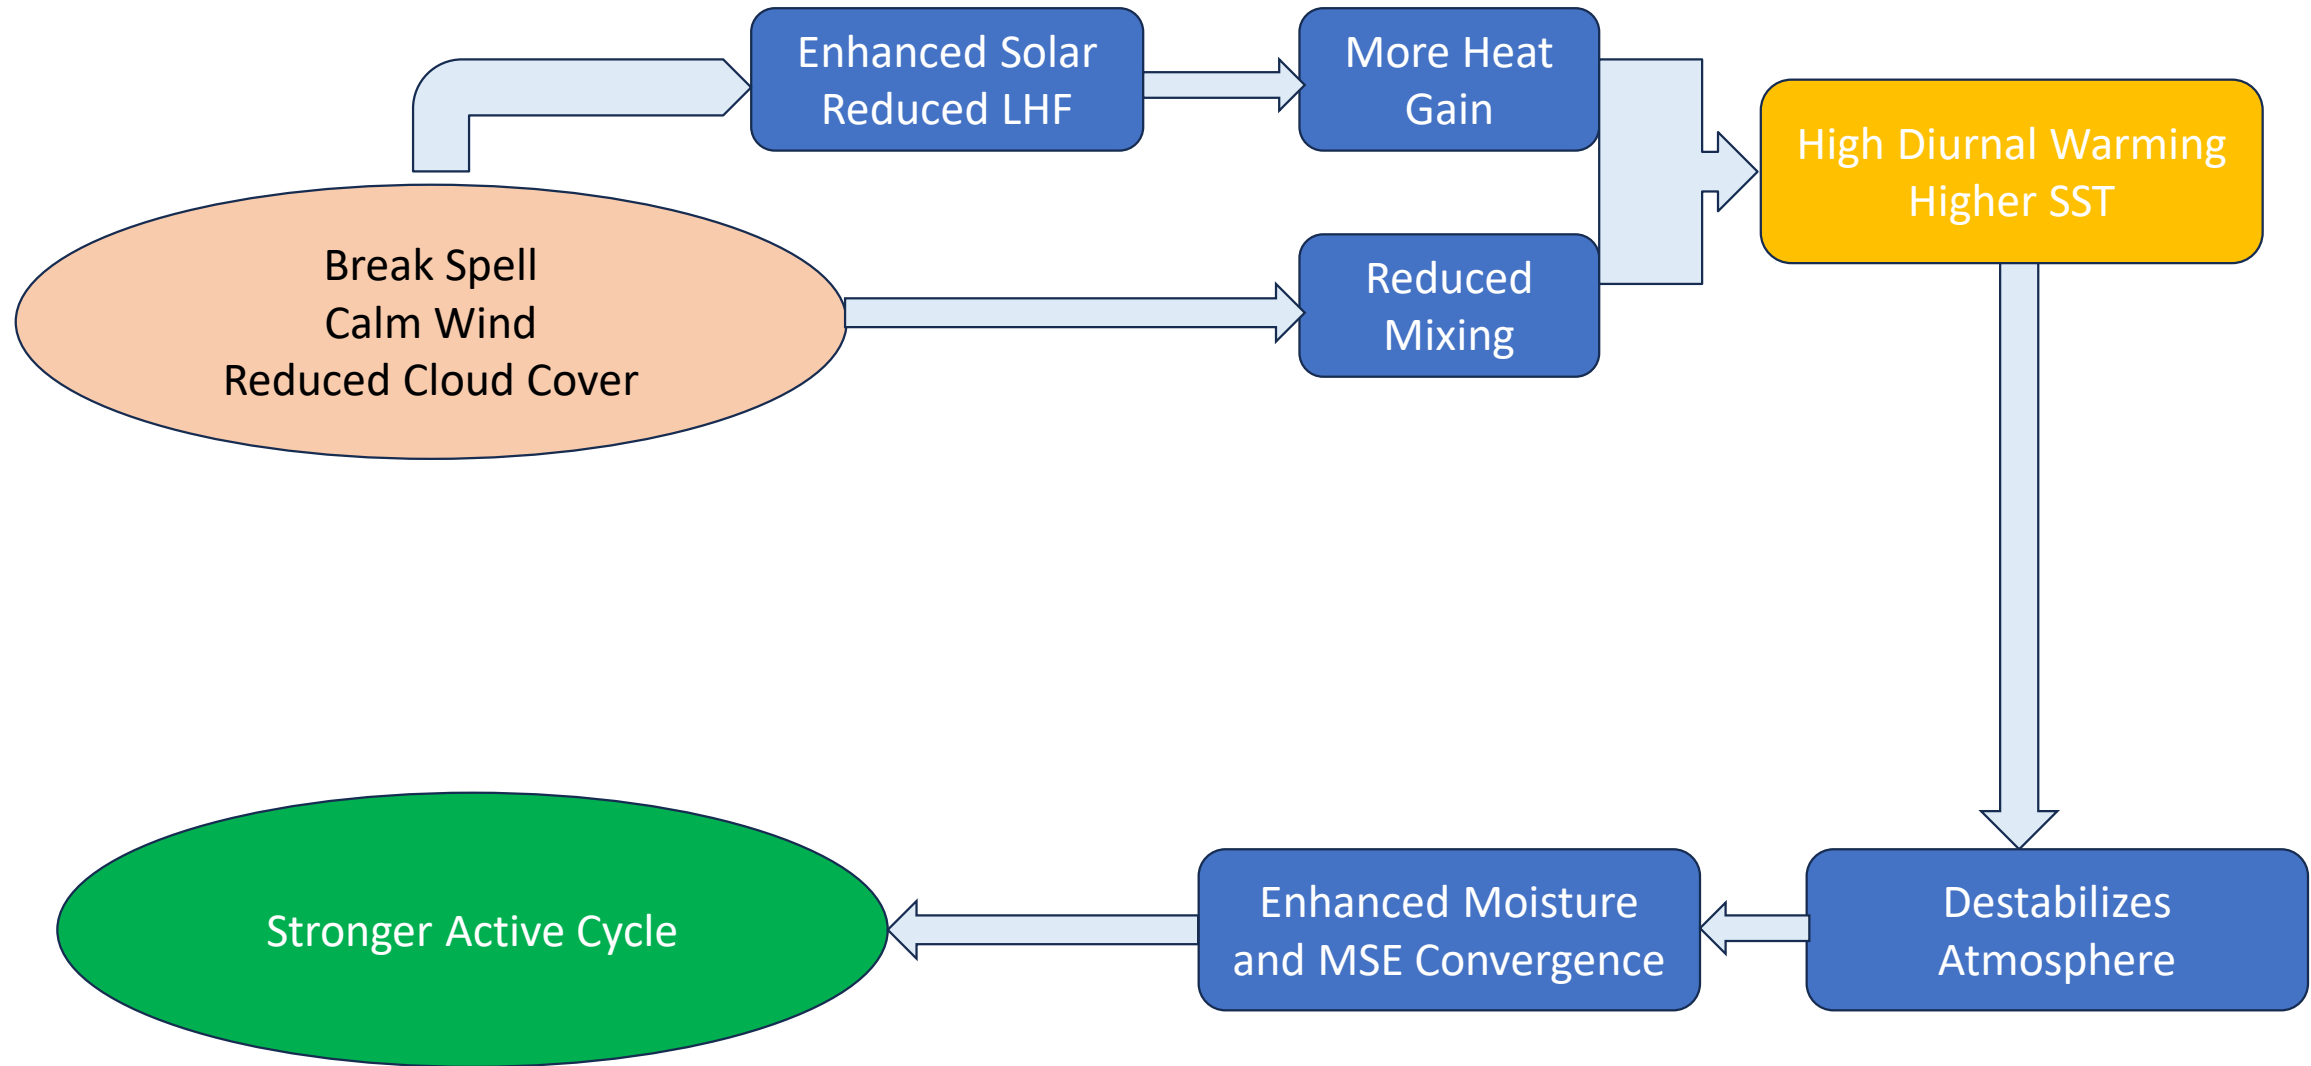 Enhanced Solar
Reduced LHF
More Heat
Gain
High Diurnal Warming
Higher SST
Break Spell
Calm Wind
Reduced Cloud Cover
Reduced
Mixing
Stronger Active Cycle
Enhanced Moisture
and MSE Convergence
Destabilizes
Atmosphere